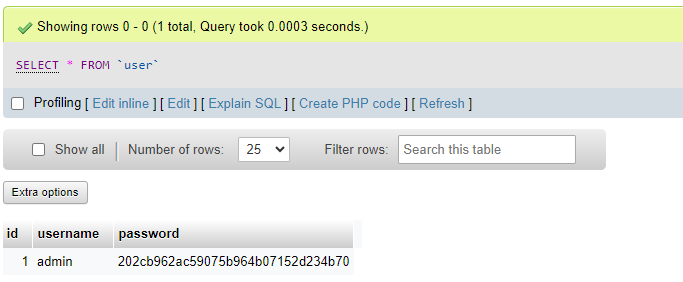 Showing rows 0 - 0 (1 total, Query took 0.0003 seconds.)
SELECT * FROM `user`
Profiling [ Edit inline ] [ Edit ] [ Explain SQL ] [ Create PHP code ] [ Refresh ]
Show all | Number of rows: 25 Filter rows: Search this table
Extra options
id username password
1 admin 202cb962ac59075b964b07152d234b70